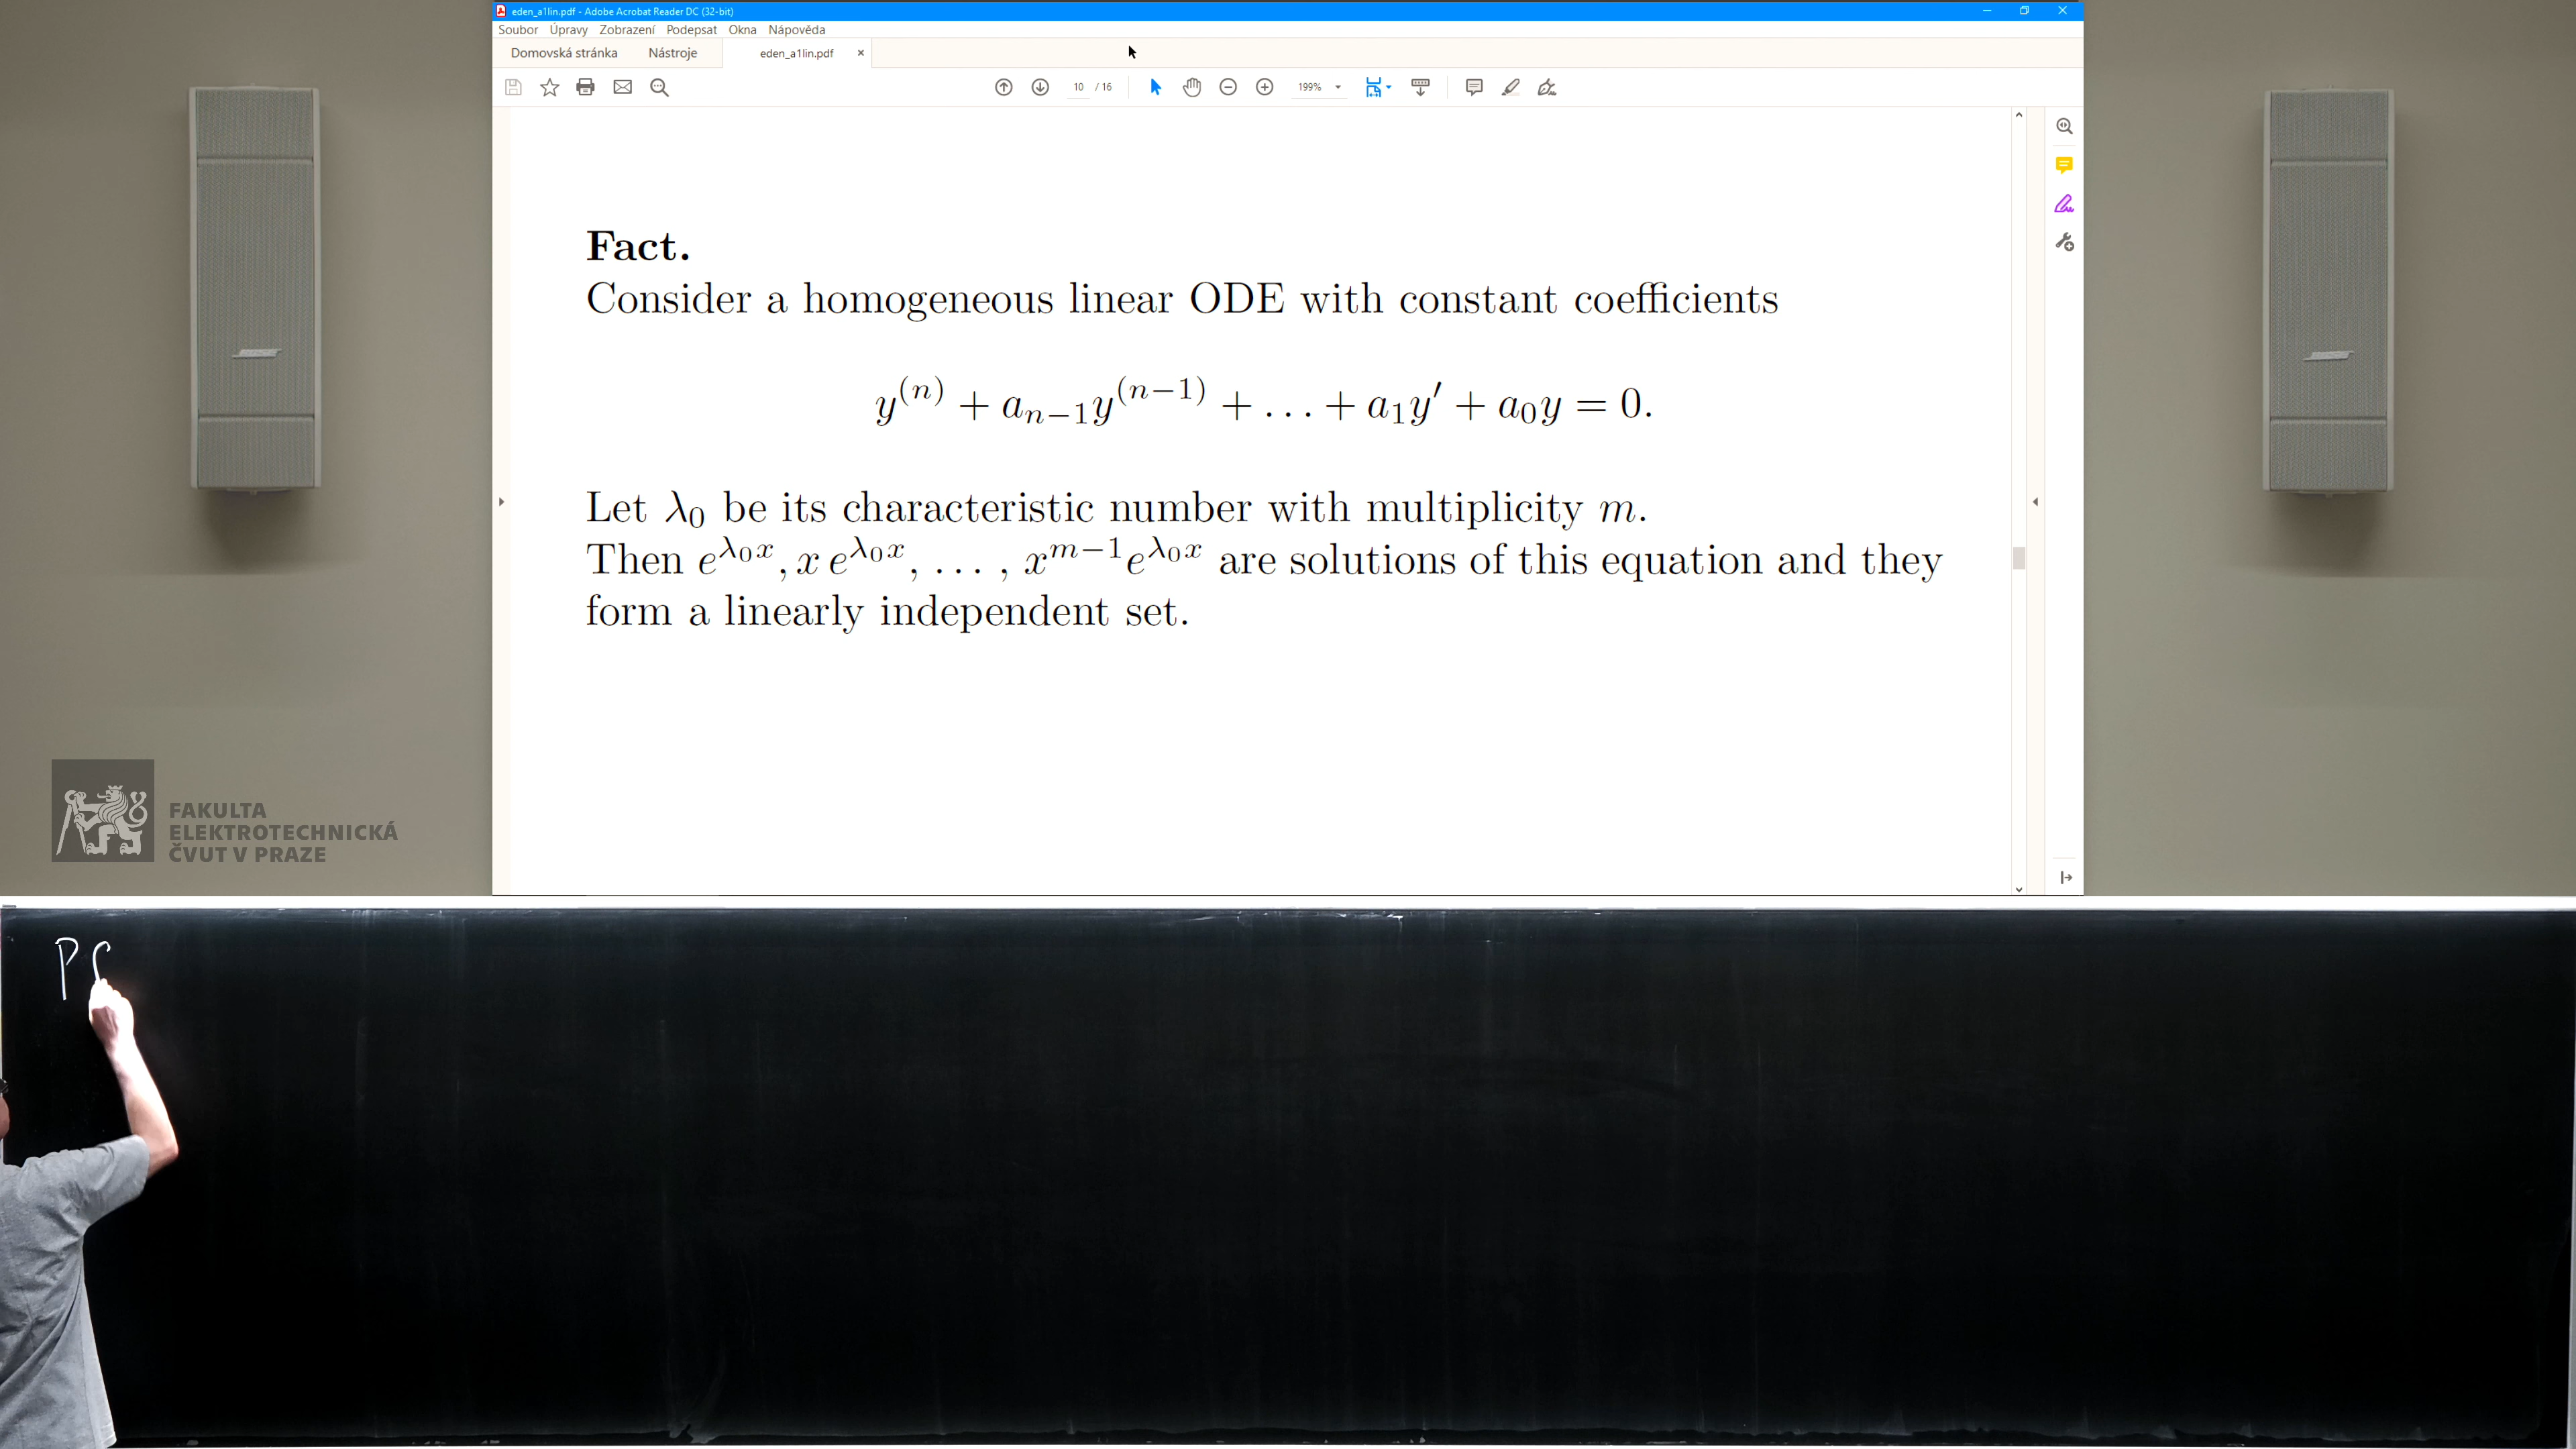 eden_a1lin.pdf - Adobe Acrobat Reader DC (32-bit)
Soubor Úpravy Zobrazení Podepsat Okna Nápověda
Domovská stránka Nástroje eden_a1lin.pdf ×
10 / 16 199%
Fact.
Consider a homogeneous linear ODE with constant coefficients
y^{(n)} + a_{n−1}y^{(n−1)} + ... + a_1y′ + a_0y = 0.
Let λ_0 be its characteristic number with multiplicity m.
Then e^{λ_0x}, x e^{λ_0x}, ... , x^{m−1}e^{λ_0x} are solutions of this equation and they
form a linearly independent set.
FAKULTA
ELEKTROTECHNICKÁ
ČVUT V PRAZE